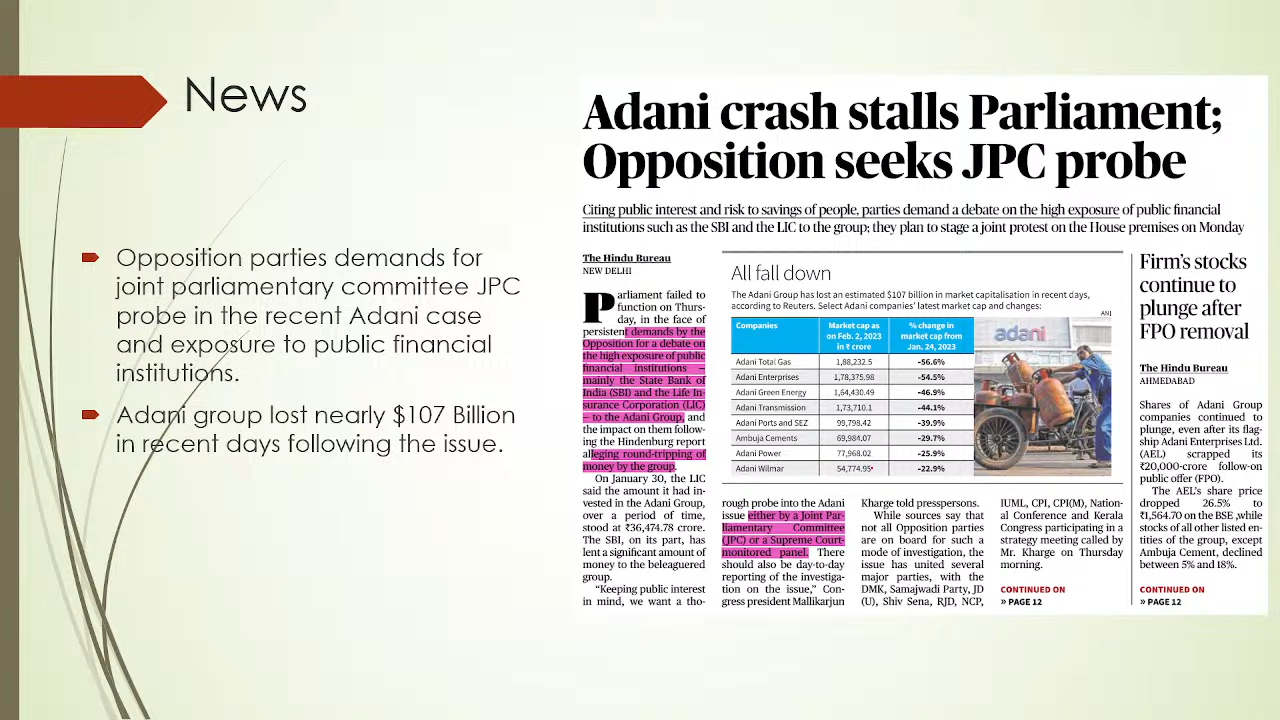 News
Opposition parties demands for
joint parliamentary committee JPC
probe in the recent Adani case
and exposure to public financial
institutions.
Adani group lost nearly $107 Billion
in recent days following the issue.
Adani crash stalls Parliament;
Opposition seeks JPC probe
Citing public interest and risk to savings of people, parties demand a debate on the high exposure of public financial
institutions such as the SBI and the LIC to the group; they plan to stage a joint protest on the House premises on Monday
The Hindu Bureau
NEW DELHI
Parliament failed to
function on Thurs-
day, in the face of
persistent demands by the
Opposition for a debate on
the high exposure of public
financial institutions –
mainly the State Bank of
India (SBI) and the Life In-
surance Corporation (LIC)
– to the Adani Group, and
the impact on them follow-
ing the Hindenburg report
alleging round-tripping of
money by the group.
On January 30, the LIC
said the amount it had in-
vested in the Adani Group,
over a period of time,
stood at ₹36,474.78 crore.
The SBI, on its part, has
lent a significant amount of
money to the beleaguered
group.
“Keeping public interest
in mind, we want a tho-
All fall down
The Adani Group has lost an estimated $107 billion in market capitalisation in recent days,
according to Reuters. Select Adani companies' latest market cap and changes:
ANI
Companies Market cap as on Feb. 2, 2023 in ₹ crore % change in market cap from Jan. 24, 2023
Adani Total Gas 1,88,232.5 -56.6%
Adani Enterprises 1,78,375.98 -54.5%
Adani Green Energy 1,64,430.49 -46.9%
Adani Transmission 1,73,710.1 -44.1%
Adani Ports and SEZ 99,798.42 -39.9%
Ambuja Cements 69,984.07 -29.7%
Adani Power 77,968.02 -25.9%
Adani Wilmar 54,774.95 -22.9%
adani
rough probe into the Adani
issue either by a Joint Par-
liamentary Committee
(JPC) or a Supreme Court-
monitored panel. There
should also be day-to-day
reporting of the investiga-
tion on the issue,” Con-
gress president Mallikarjun
Kharge told presspersons.
While sources say that
not all Opposition parties
are on board for such a
mode of investigation, the
issue has united several
major parties, with the
DMK, Samajwadi Party, JD
(U), Shiv Sena, RJD, NCP,
IUML, CPI, CPI(M), Nation-
al Conference and Kerala
Congress participating in a
strategy meeting called by
Mr. Kharge on Thursday
morning.
CONTINUED ON
» PAGE 12
Firm's stocks
continue to
plunge after
FPO removal
The Hindu Bureau
AHMEDABAD
Shares of Adani Group
companies continued to
plunge, even after its flag-
ship Adani Enterprises Ltd.
(AEL) scrapped its
₹20,000-crore follow-on
public offer (FPO).
The AEL's share price
dropped 26.5% to
₹1,564.70 on the BSE ,while
stocks of all other listed en-
tities of the group, except
Ambuja Cement, declined
between 5% and 18%.
CONTINUED ON
» PAGE 12